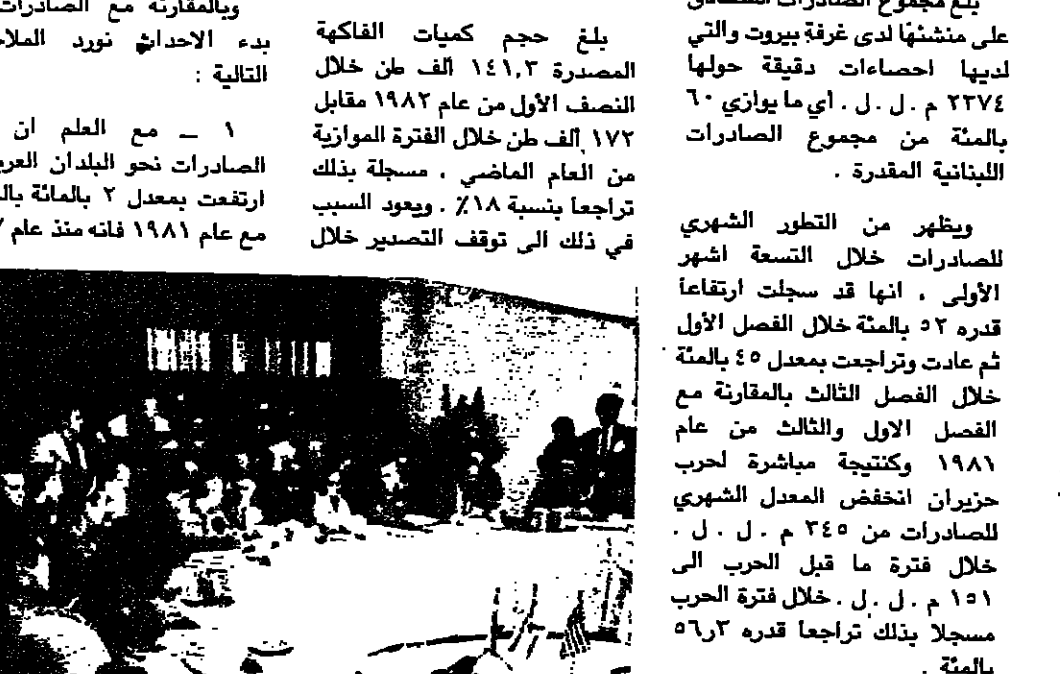 بلغ مجموع الصادرات
على منشئها لدى غرفة بيروت والتي
لديها احصاءات دقيقة حولها
٢٢٧٤ م . ل . ل . اي ما يوازي ٦٠
بالمئة من مجموع الصادرات
اللبنانية المقدرة .
ويظهر من التطور الشهري
للصادرات خلال التسعة اشهر
الأولى ، انها قد سجلت ارتفاعاً
قدره ٥٢ بالمئة خلال الفصل الأول
ثم عادت وتراجعت بمعدل ٤٥ بالمئة
خلال الفصل الثالث بالمقارنة مع
الفصل الاول والثالث من عام
١٩٨١ وكنتيجة مباشرة لحرب
حزيران انخفض المعدل الشهري
للصادرات من ٣٤٥ م . ل . ل .
خلال فترة ما قبل الحرب الى
١٥١ م . ل . ل . خلال فترة الحرب
مسجلا بذلك تراجعا قدره ٥٦٫٢
بالمئة .
بلغ حجم كميات الفاكهة
المصدرة ١٤١,٣ الف طن خلال
النصف الأول من عام ١٩٨٢ مقابل
١٧٢ ألف طن خلال الفترة الموازية
من العام الماضي ، مسجلة بذلك
تراجعا بنسبة ١٨٪ . ويعود السبب
في ذلك الى توقف التصدير خلال
وبالمقارنة مع الصادرات
بدء الاحداث نورد
التالية :
١ ــ مع العلم ان
الصادرات نحو البلدان
ارتفعت بمعدل ٢ بالمائة
مع عام ١٩٨١ فانه منذ عام